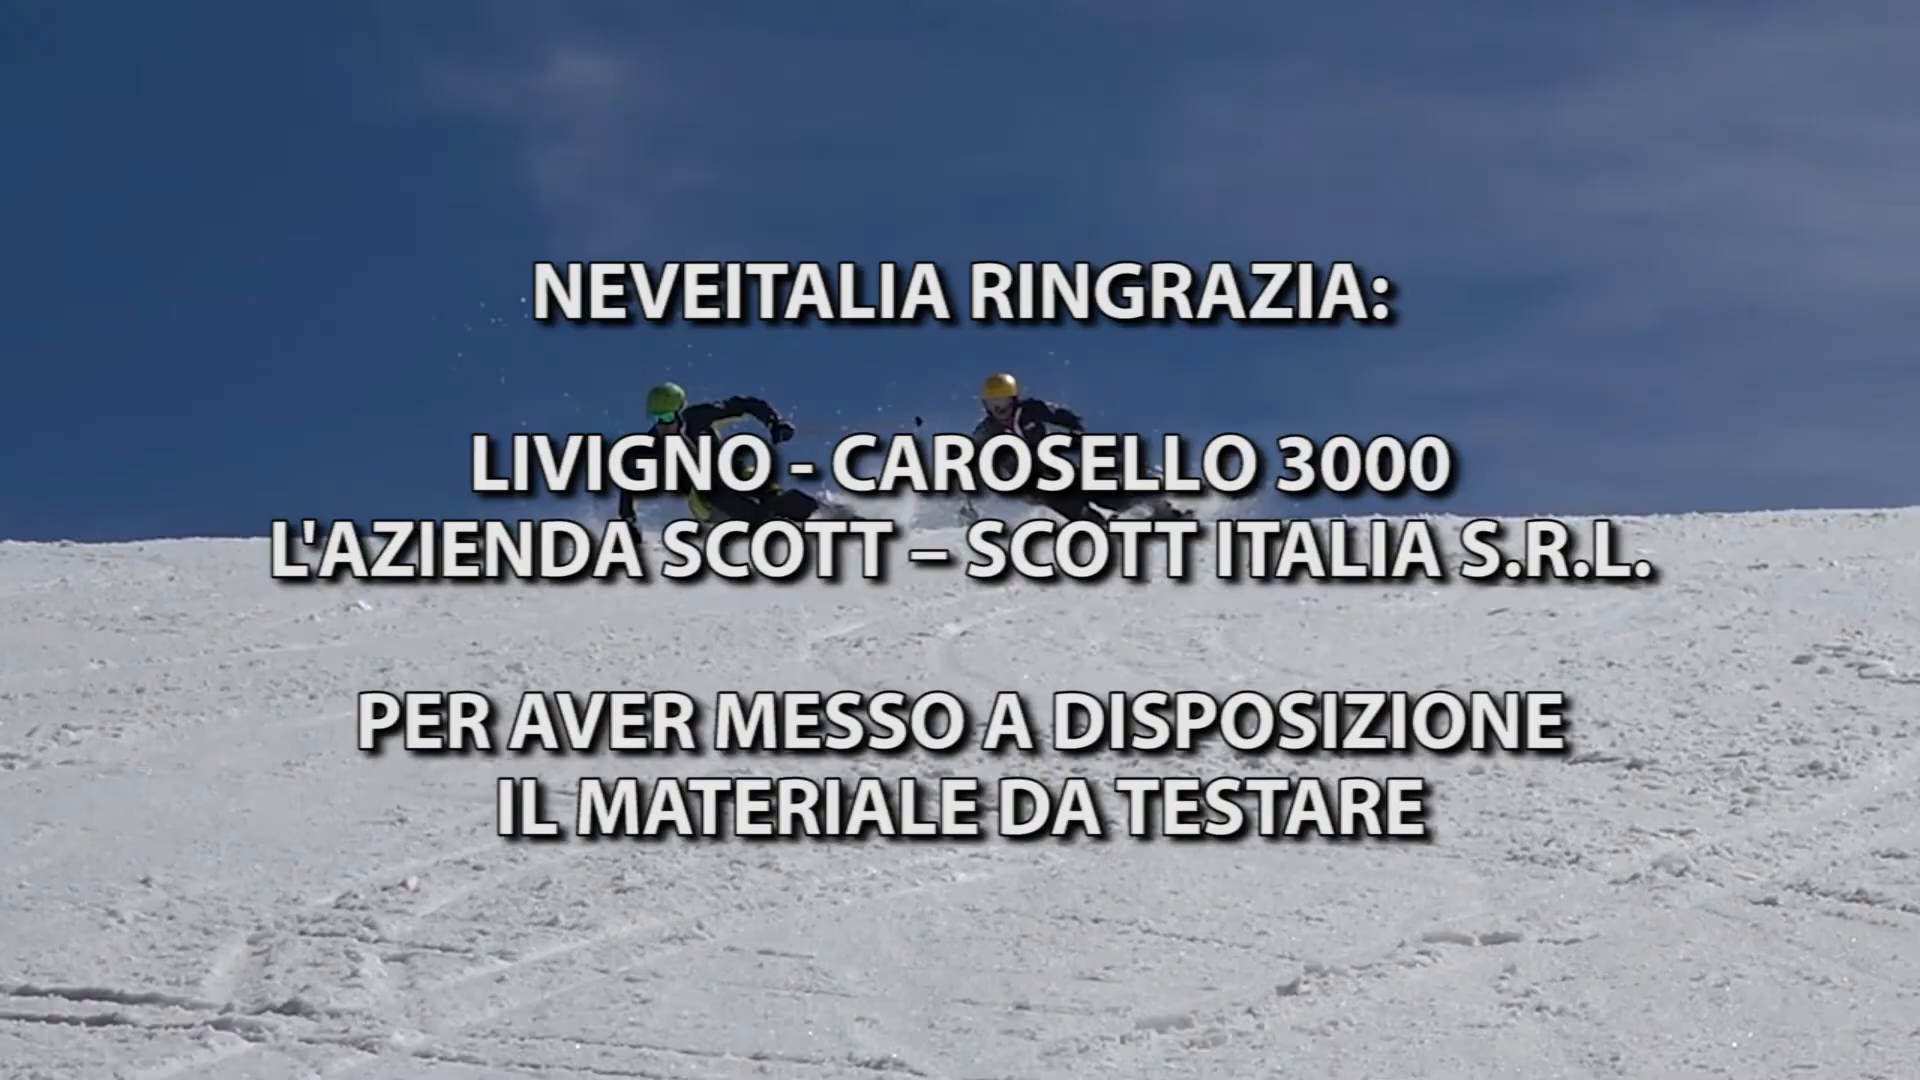 NEVEITALIA RINGRAZIA:
LIVIGNO - CAROSELLO 3000
L'AZIENDA SCOTT – SCOTT ITALIA S.R.L.
PER AVER MESSO A DISPOSIZIONE
IL MATERIALE DA TESTARE